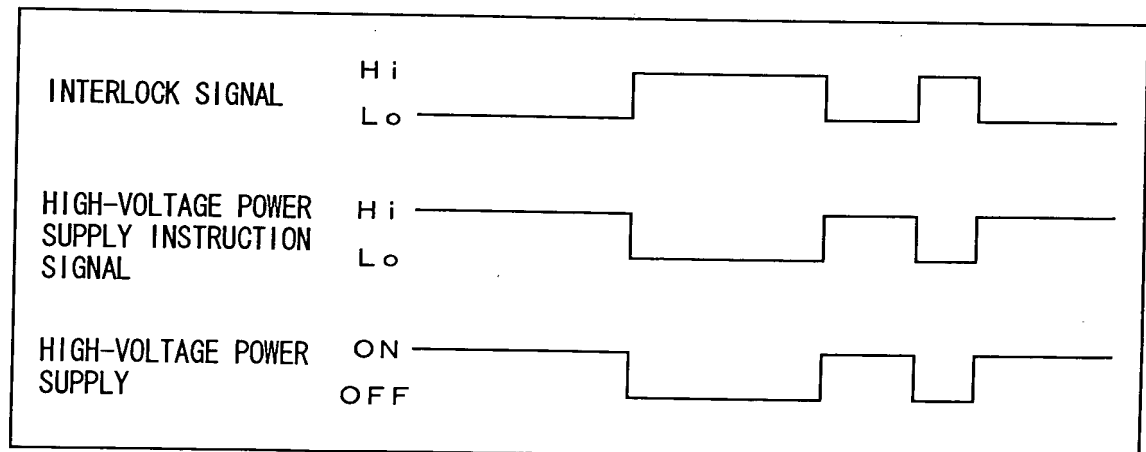 INTERLOCK SIGNAL
Hi
Lo
HIGH-VOLTAGE POWER
SUPPLY INSTRUCTION
SIGNAL
Hi
Lo
HIGH-VOLTAGE POWER
SUPPLY
ON
OFF